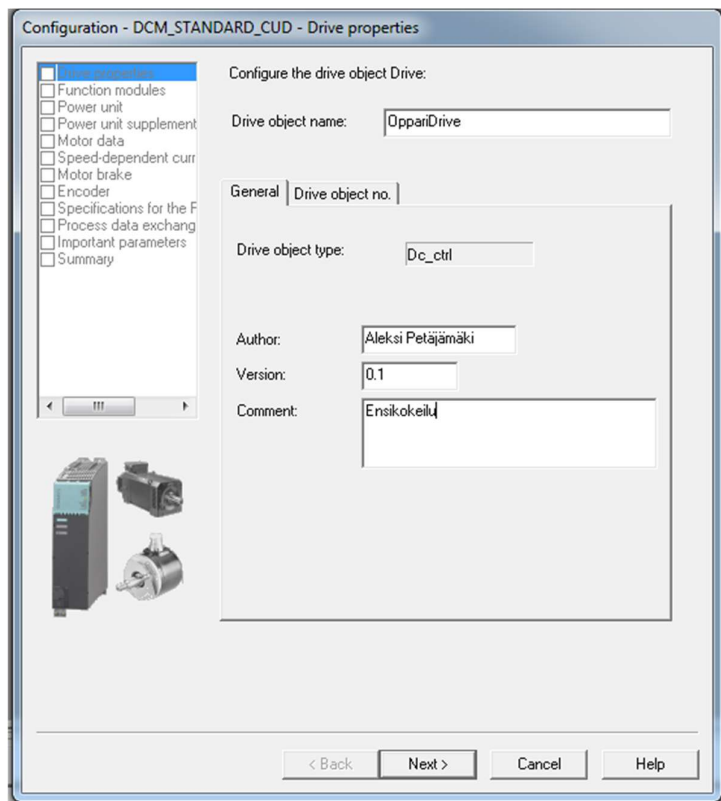 Configuration - DCM_STANDARD_CUD - Drive properties
Drive properties
Function modules
Power unit
Power unit supplement
Motor data
Speed-dependent curr
Motor brake
Encoder
Specifications for the F
Process data exchang
Important parameters
Summary
Configure the drive object Drive:
Drive object name: OppariDrive
General Drive object no.
Drive object type: Dc_ctrl
Author: Aleksi Petäjämäki
Version: 0.1
Comment: Ensikokeilu
< Back Next > Cancel Help